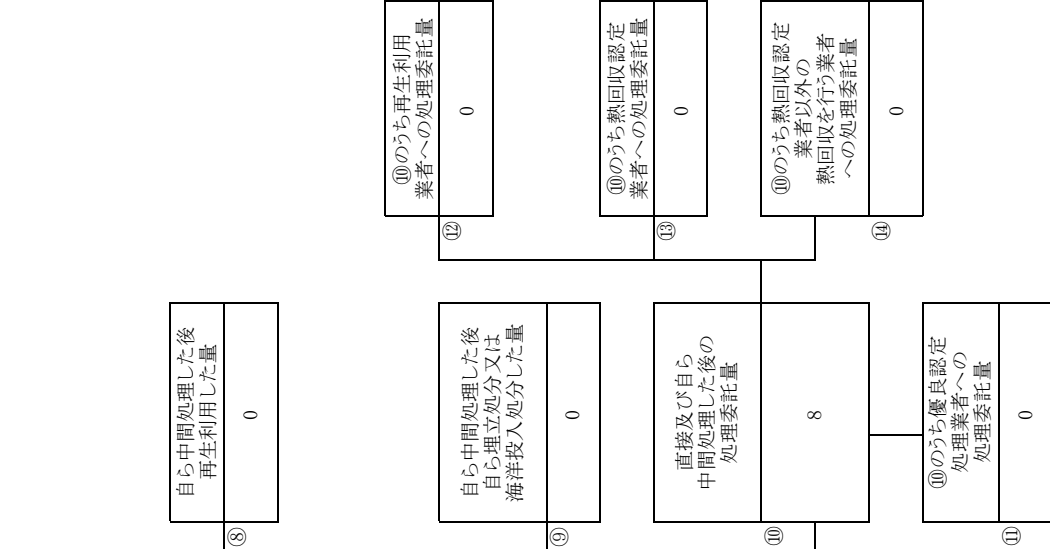 ⑧
自ら中間処理した後
再生利用した量
0
⑨
自ら中間処理した後
自ら埋立処分又は
海洋投入処分した量
0
⑩
直接及び自ら
中間処理した後の
処理委託量
8
⑪
⑩のうち優良認定
処理業者への
処理委託量
0
⑫
⑩のうち再生利用
業者への処理委託量
0
⑬
⑩のうち熱回収認定
業者への処理委託量
0
⑭
⑩のうち熱回収認定
業者以外の
熱回収を行う業者
への処理委託量
0